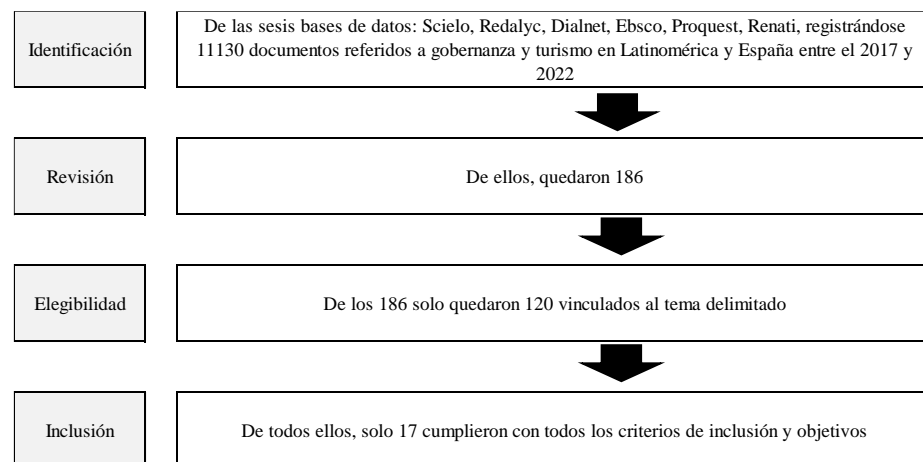 Identificación
De las sesis bases de datos: Scielo, Redalyc, Dialnet, Ebsco, Proquest, Renati, registrándose
11130 documentos referidos a gobernanza y turismo en Latinomérica y España entre el 2017 y
2022
Revisión
De ellos, quedaron 186
Elegibilidad
De los 186 solo quedaron 120 vinculados al tema delimitado
Inclusión
De todos ellos, solo 17 cumplieron con todos los criterios de inclusión y objetivos